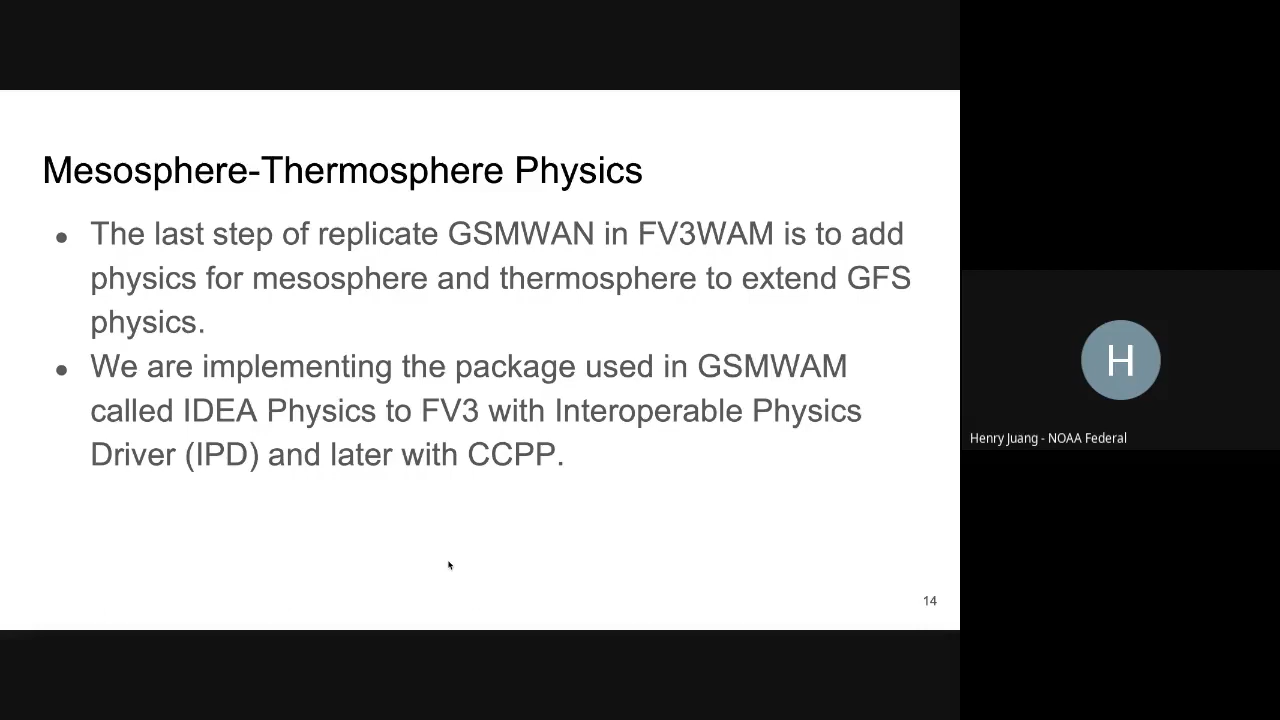 Mesosphere-Thermosphere Physics
● The last step of replicate GSMWAN in FV3WAM is to add
physics for mesosphere and thermosphere to extend GFS
physics.
● We are implementing the package used in GSMWAM
called IDEA Physics to FV3 with Interoperable Physics
Driver (IPD) and later with CCPP.
14
H
Henry Juang - NOAA Federal